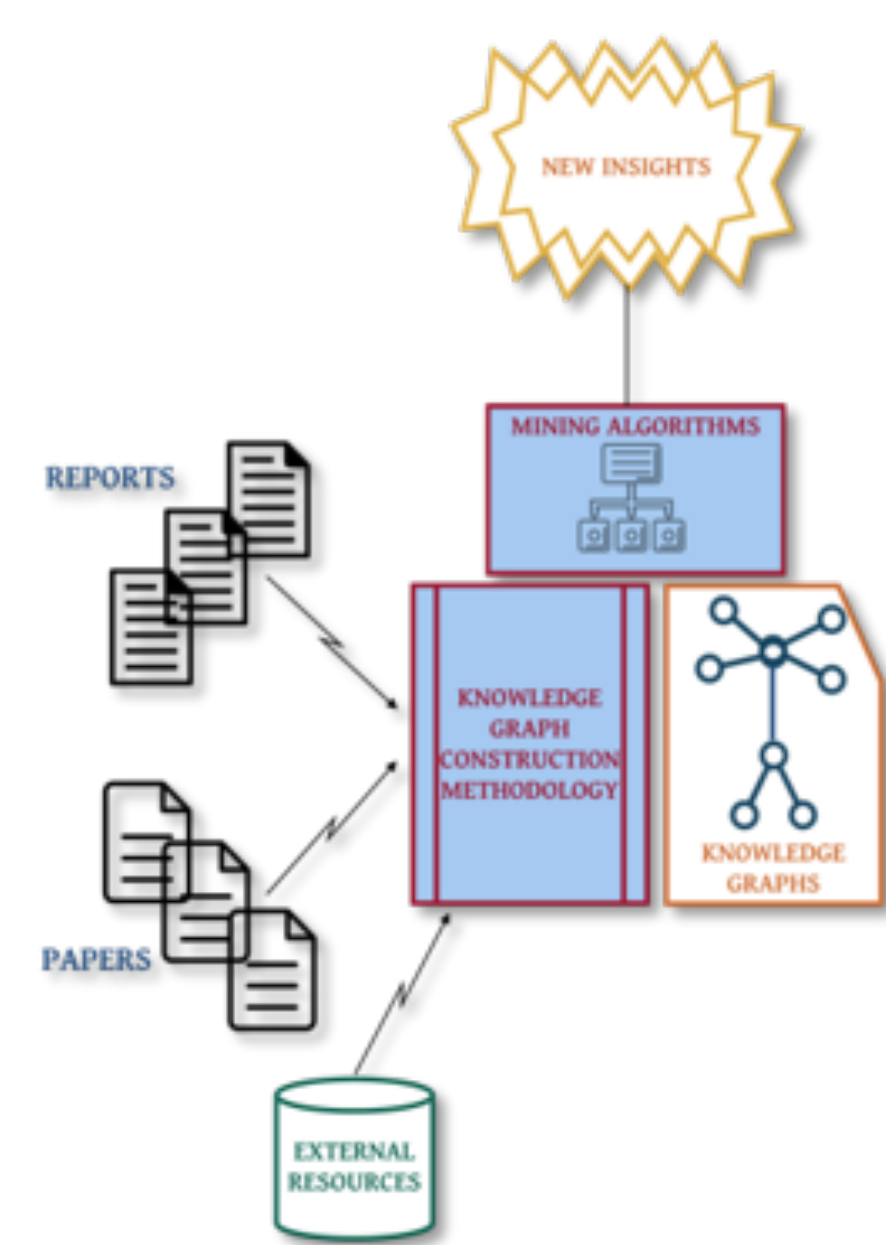 NEW INSIGHTS
MINING ALGORITHMS
REPORTS
KNOWLEDGE
GRAPH
CONSTRUCTION
METHODOLOGY
KNOWLEDGE
GRAPHS
PAPERS
EXTERNAL
RESOURCES